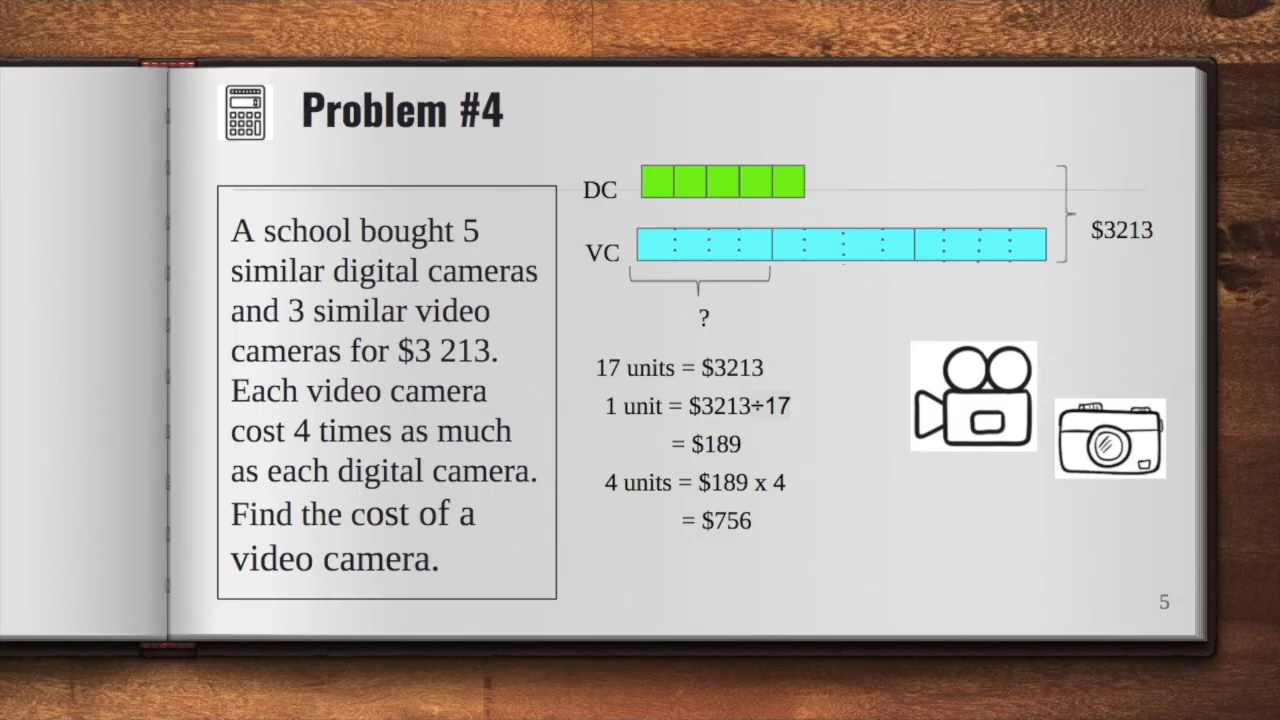 Problem #4
A school bought 5
similar digital cameras
and 3 similar video
cameras for $3 213.
Each video camera
cost 4 times as much
as each digital camera.
Find the cost of a
video camera.
DC
VC
$3213
?
17 units = $3213
1 unit = $3213÷17
= $189
4 units = $189 x 4
= $756
5